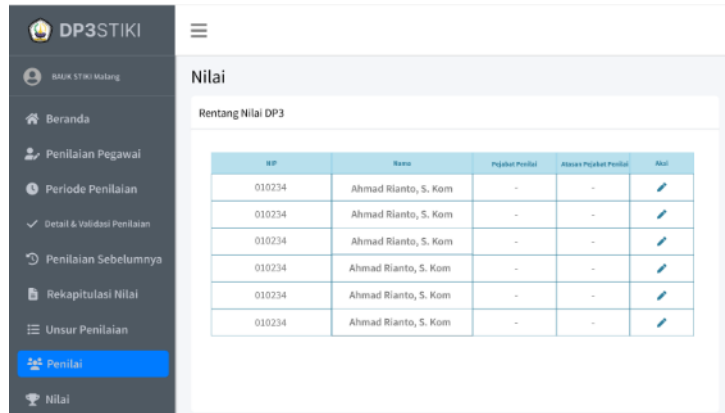 DP3STIKI
BAUK STIKI Malang
Beranda
Penilaian Pegawai
Periode Penilaian
Detail & Validasi Penilaian
Penilaian Sebelumnya
Rekapitulasi Nilai
Unsur Penilaian
Penilai
Nilai
Nilai
Rentang Nilai DP3
NIP Nama Pejabat Penilai Atasan Pejabat Penilai Aksi
010234 Ahmad Rianto, S. Kom - -
010234 Ahmad Rianto, S. Kom - -
010234 Ahmad Rianto, S. Kom - -
010234 Ahmad Rianto, S. Kom - -
010234 Ahmad Rianto, S. Kom - -
010234 Ahmad Rianto, S. Kom - -